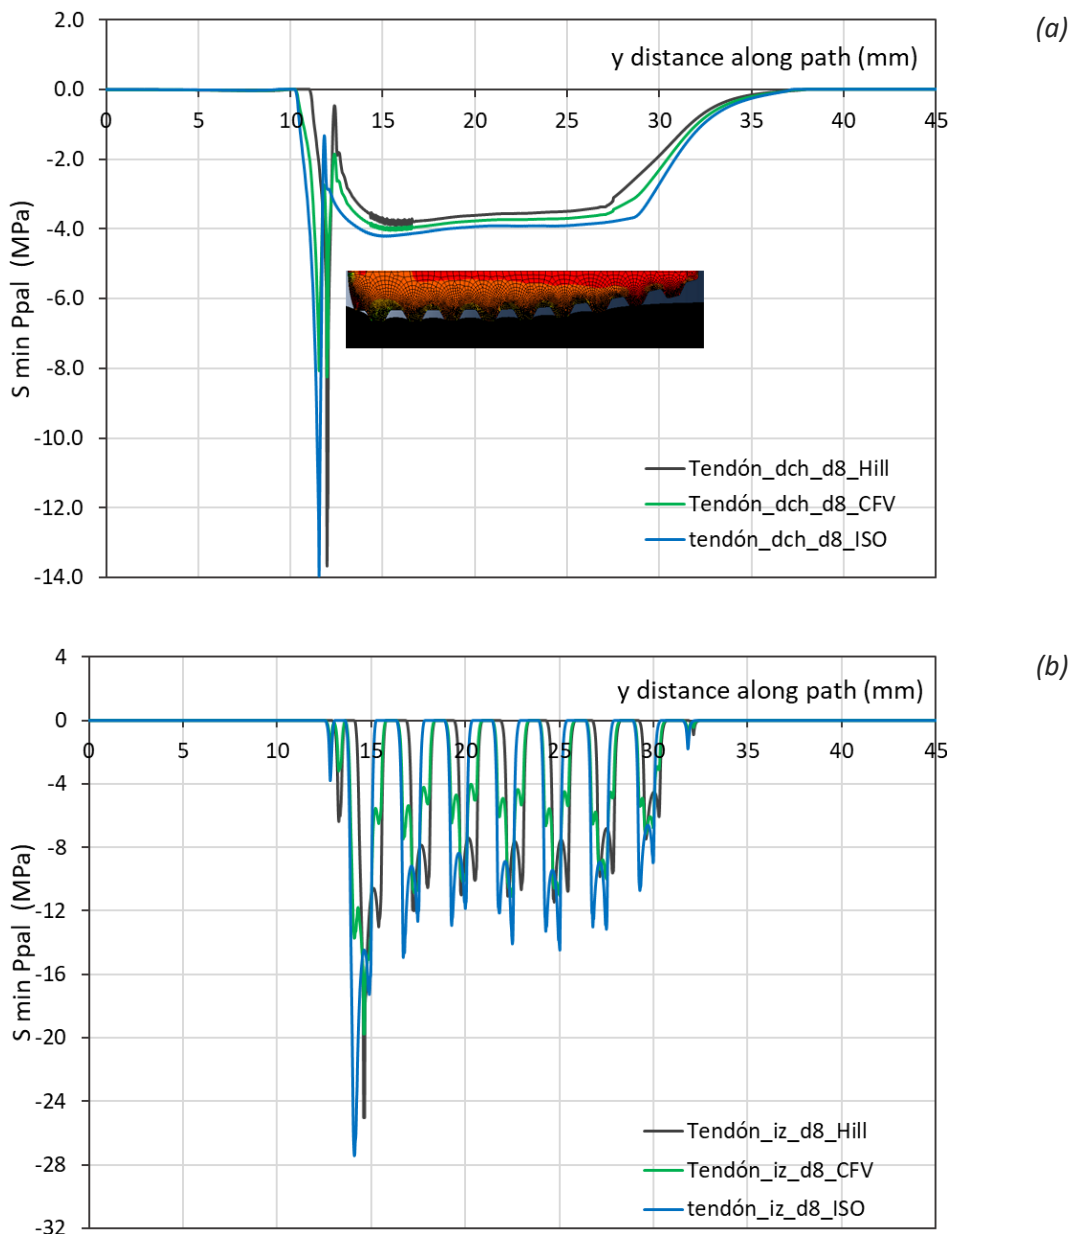 (a)
2.0
y distance along path (mm)
0.0
0 5 10 15 20 25 30 35 40 45
-2.0
-4.0
-6.0
-8.0
-10.0
-12.0
-14.0
S min Ppal (MPa)
Tendón_dch_d8_Hill
Tendón_dch_d8_CFV
tendón_dch_d8_ISO
(b)
4
y distance along path (mm)
0
0 5 10 15 20 25 30 35 40 45
-4
-8
-12
-16
-20
-24
-28
-32
S min Ppal (MPa)
Tendón_iz_d8_Hill
Tendón_iz_d8_CFV
tendón_iz_d8_ISO